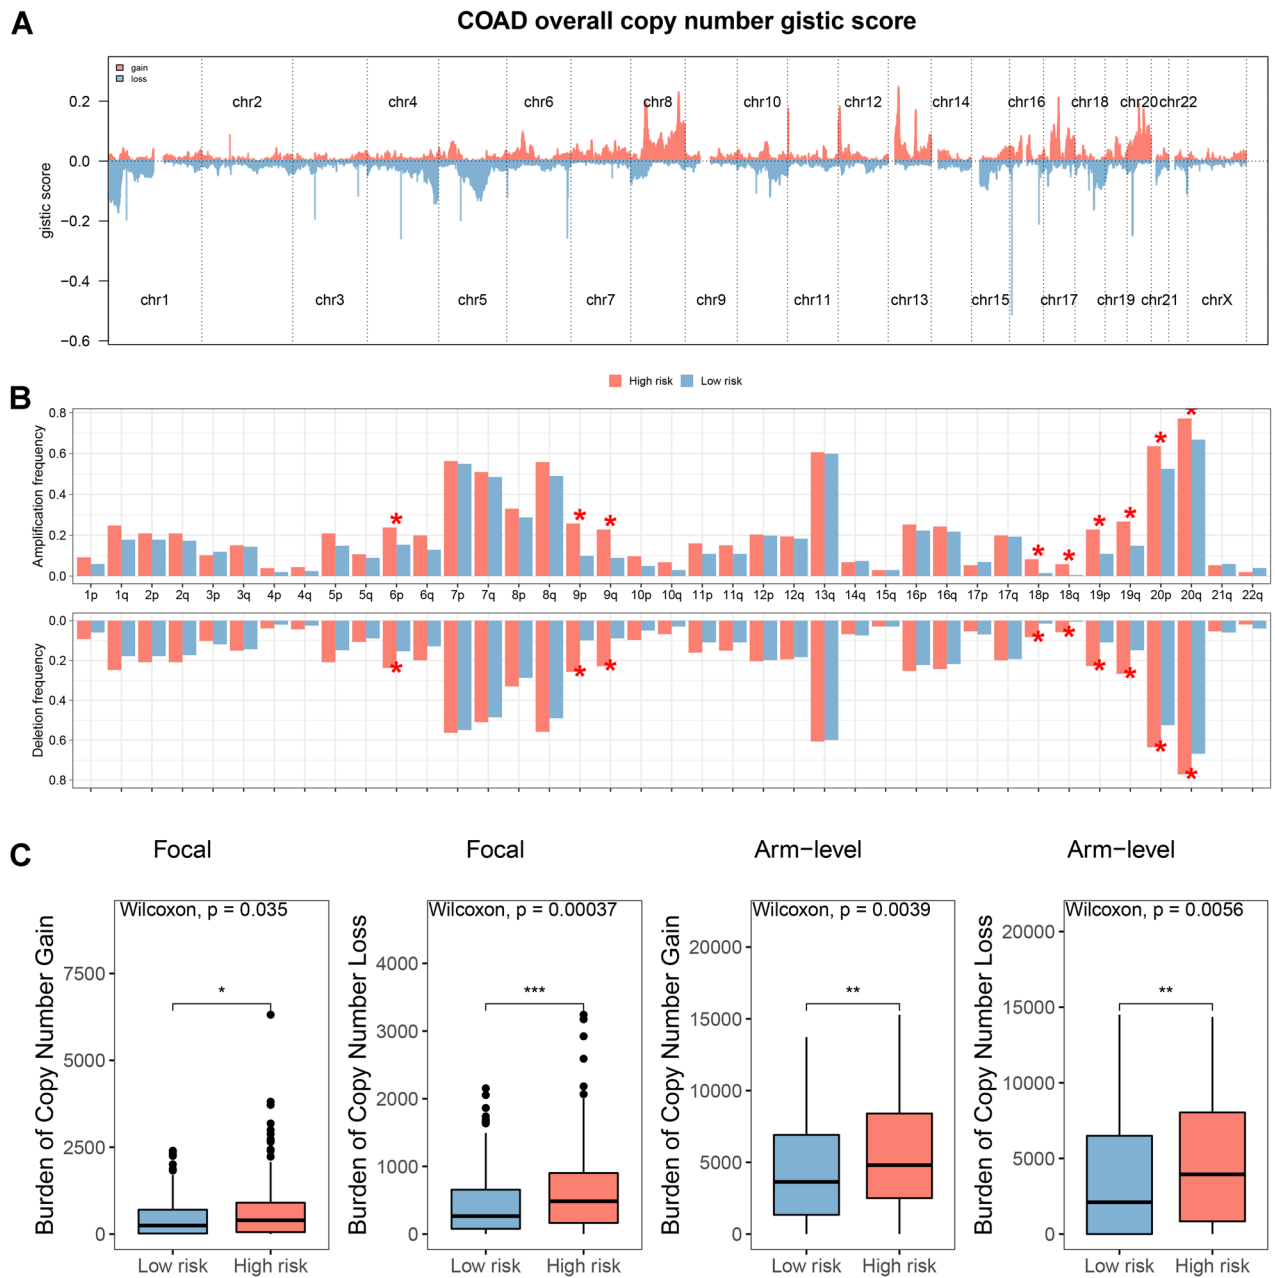 A
COAD overall copy number gistic score
gain
loss
chr2 chr4 chr6 chr8 chr10 chr12 chr14 chr16 chr18 chr20 chr22
gistic score
0.2
0.0
−0.2
−0.4
−0.6
chr1 chr3 chr5 chr7 chr9 chr11 chr13 chr15 chr17 chr19 chr21 chrX
High risk Low risk
B
Amplification frequency
0.8
0.6
0.4
0.2
0.0
* * * * * * * * *
1p 1q 2p 2q 3p 3q 4p 4q 5p 5q 6p 6q 7p 7q 8p 8q 9p 9q 10p 10q 11p 11q 12p 12q 13q 14q 15q 16p 16q 17p 17q 18p 18q 19p 19q 20p 20q 21q 22q
Deletion frequency
0.0
0.2
0.4
0.6
0.8
* * * * * * * * *
C
Focal
Wilcoxon, p = 0.035
Burden of Copy Number Gain
7500
5000
2500
0
*
Low risk High risk
Focal
Wilcoxon, p = 0.00037
Burden of Copy Number Loss
4000
3000
2000
1000
0
***
Low risk High risk
Arm−level
Wilcoxon, p = 0.0039
Burden of Copy Number Gain
20000
15000
10000
5000
0
**
Low risk High risk
Arm−level
Wilcoxon, p = 0.0056
Burden of Copy Number Loss
20000
15000
10000
5000
0
**
Low risk High risk